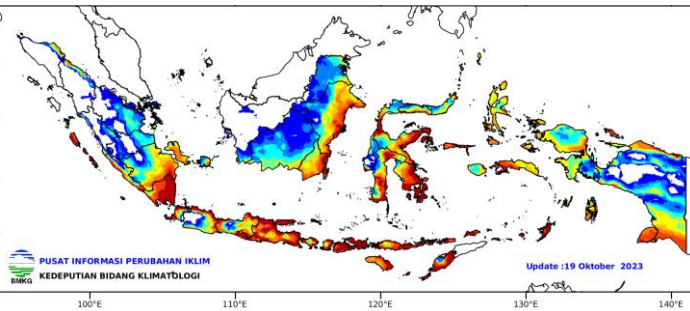 PUSAT INFORMASI PERUBAHAN IKLIM
KEDEPUTIAN BIDANG KLIMATOLOGI
BMKG
Update :19 Oktober 2023
100°E 110°E 120°E 130°E 140°E